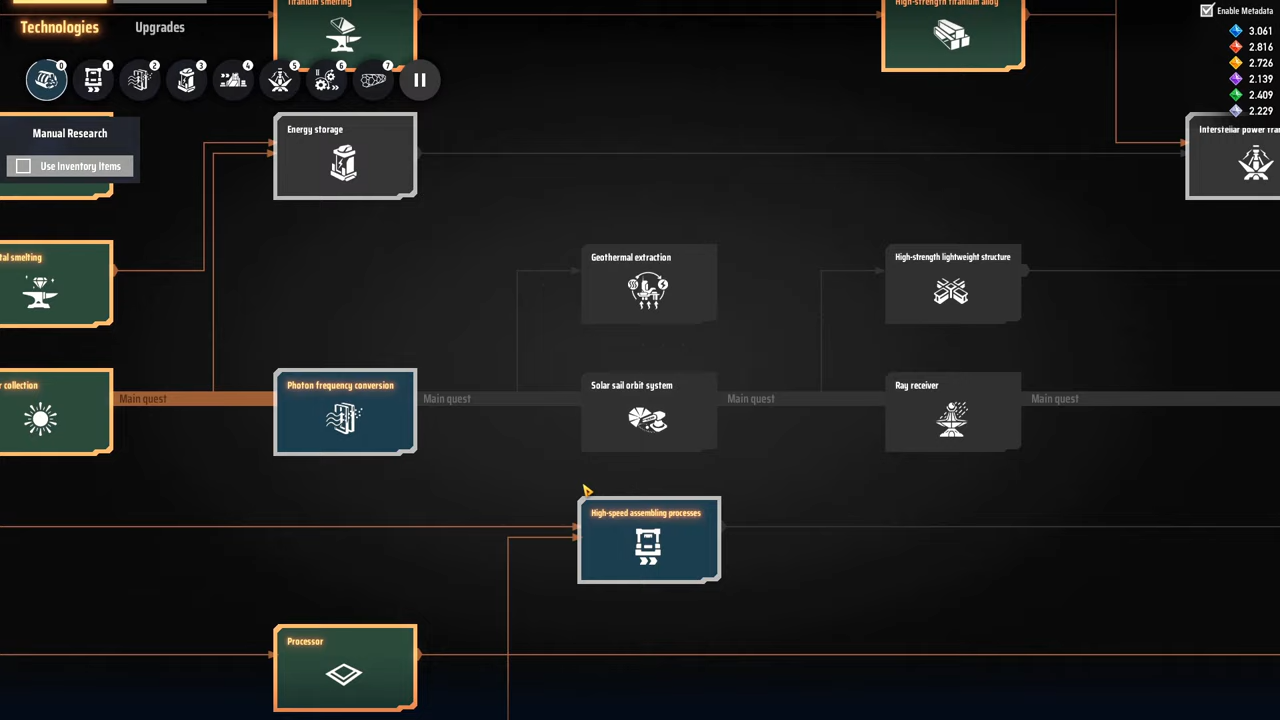 Titanium smelting
High-strength titanium alloy
Technologies
Upgrades
Enable Metadata
3.061
2.816
2.726
2.139
2.409
2.229
0
1
2
3
4
5
6
7
Manual Research
Use Inventory Items
Energy storage
Interstellar power
smelting
Geothermal extraction
High-strength lightweight structure
collection
Main quest
Photon frequency conversion
Main quest
Solar sail orbit system
Main quest
Ray receiver
Main quest
High-speed assembling processes
Processor